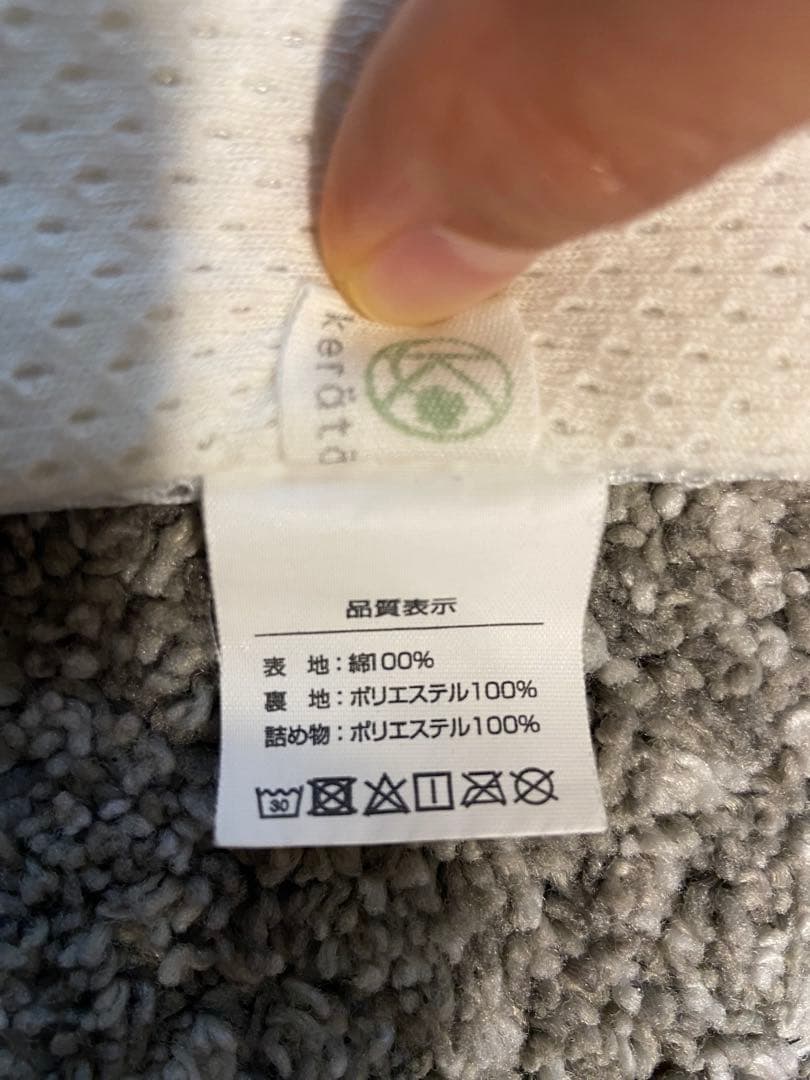 kerätä
品質表示
表 地:綿100%
裏 地:ポリエステル100%
詰め物:ポリエステル100%
30